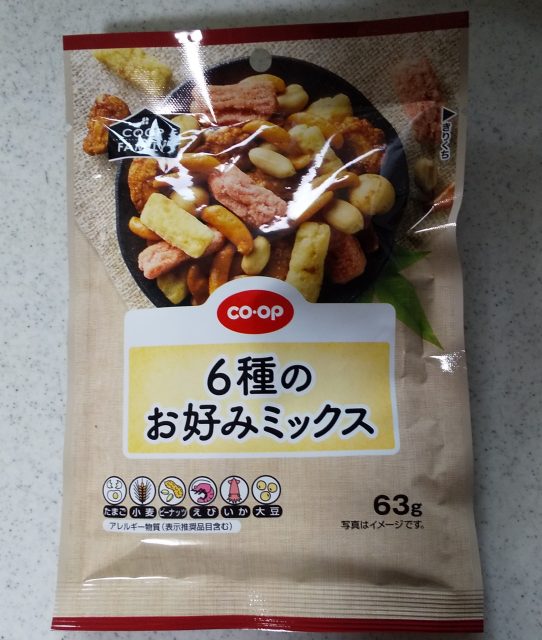 CO・OP
FAMILY
きりくち
CO・OP
6種の
お好みミックス
たまご 小麦 ピーナッツ えび いか 大豆
アレルギー物質(表示推奨品目含む)
63g
写真はイメージです。